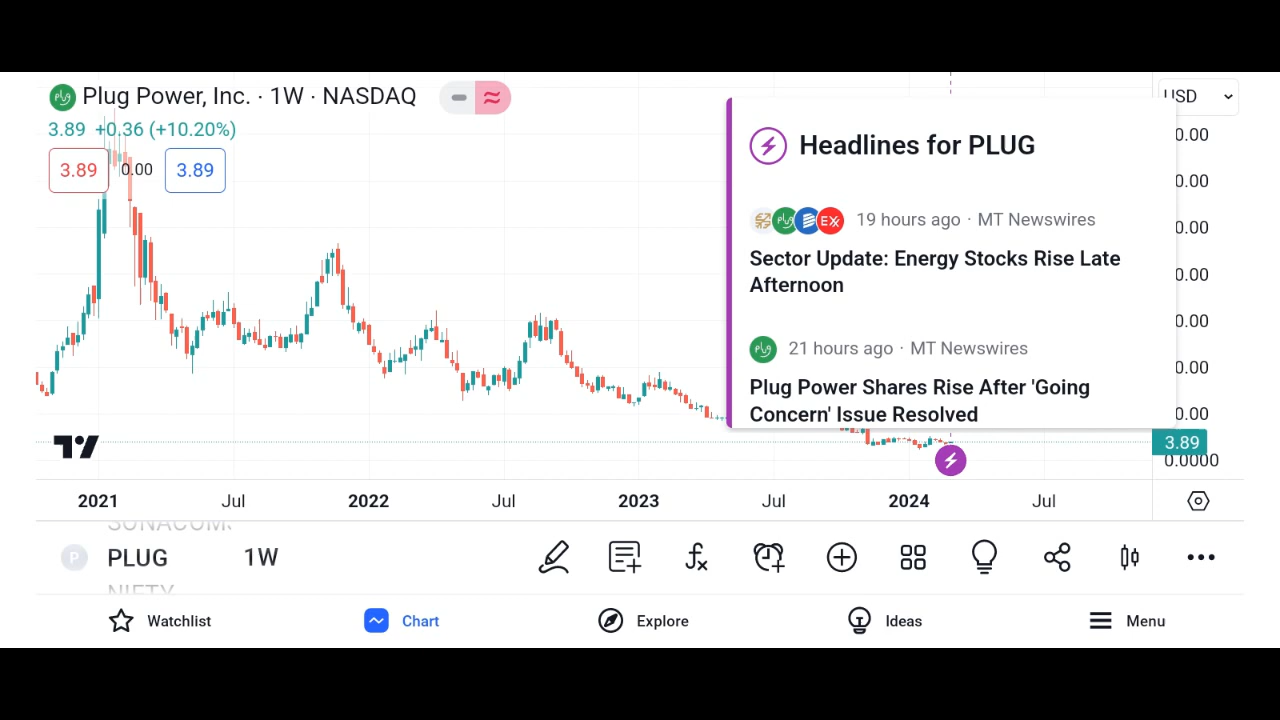 Plug Power, Inc. · 1W · NASDAQ
USD
3.89 +0.36 (+10.20%)
3.89 0.00 3.89
Headlines for PLUG
19 hours ago · MT Newswires
Sector Update: Energy Stocks Rise Late
Afternoon
21 hours ago · MT Newswires
Plug Power Shares Rise After 'Going
Concern' Issue Resolved
0.00
0.00
0.00
0.00
0.00
0.00
0.00
3.89
0.0000
2021 Jul 2022 Jul 2023 Jul 2024 Jul
P PLUG 1W
NIFTY
Watchlist Chart Explore Ideas Menu